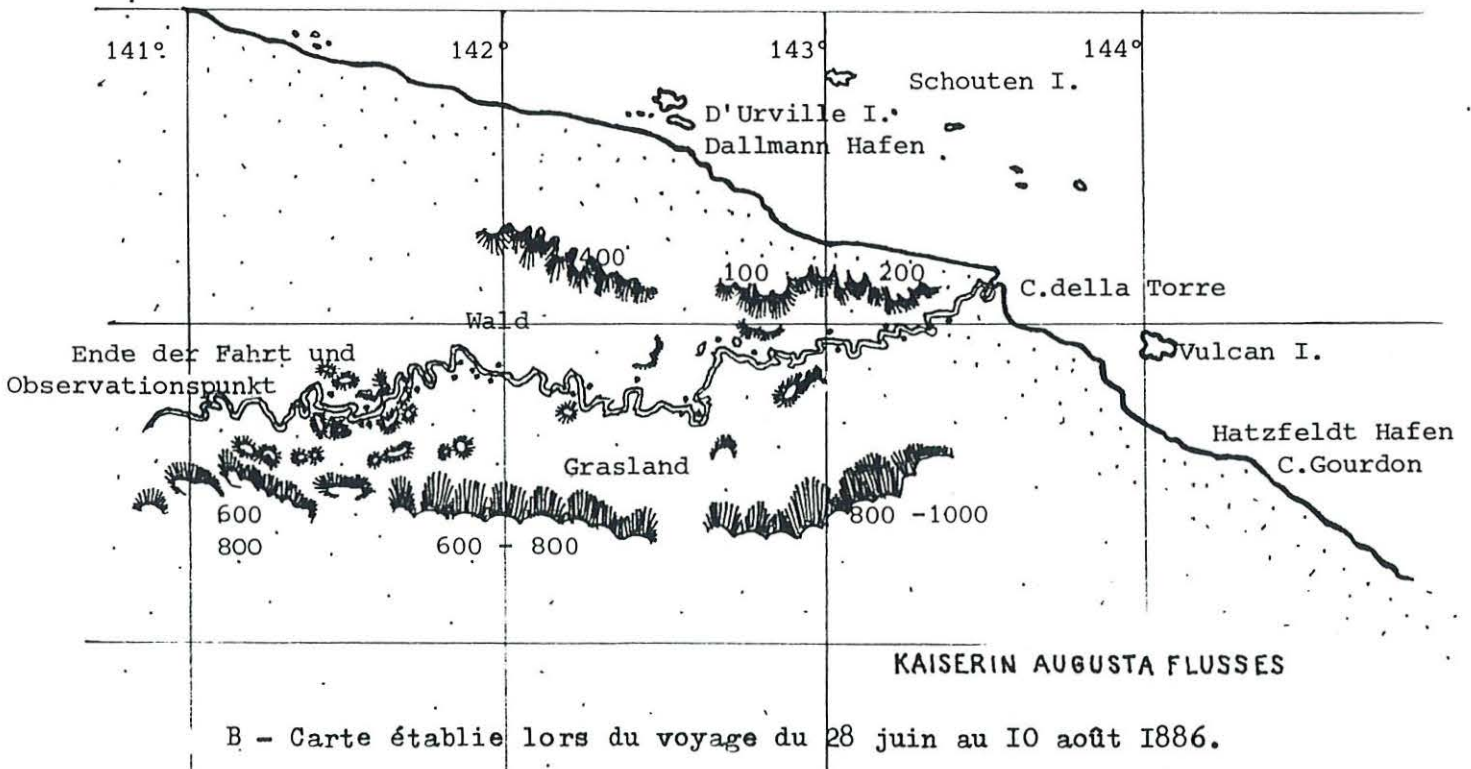 141°.
142°
143°
144°
Schouten I.
D'Urville I.
Dallmann Hafen
400
100
200
C.della Torre
Wald
Ende der Fahrt und
Observationspunkt
Vulcan I.
Hatzfeldt Hafen
C.Gourdon
Grasland
600
800
600 - 800
800 -1000
KAISERIN AUGUSTA FLUSSES
B - Carte établie lors du voyage du 28 juin au IO août I886.